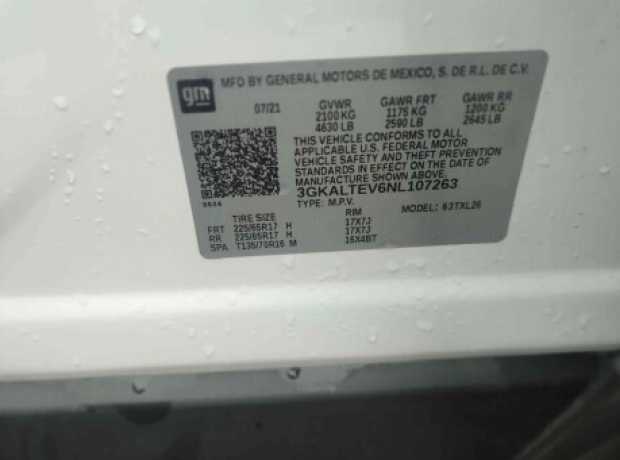 gm
MFD BY GENERAL MOTORS DE MEXICO, S. DE R.L. DE C.V.
07/21 GVWR GAWR FRT GAWR RR
2100 KG 1175 KG 1200 KG
4630 LB 2590 LB 2645 LB
THIS VEHICLE CONFORMS TO ALL
APPLICABLE U.S. FEDERAL MOTOR
VEHICLE SAFETY AND THEFT PREVENTION
STANDARDS IN EFFECT ON THE DATE OF
MANUFACTURE SHOWN ABOVE.
3GKALTEV6NL107263
TYPE: M.P.V. MODEL: 63TXL26
TIRE SIZE RIM
FRT 225/65R17 H 17X7J
RR 225/65R17 H 17X7J
SPA T135/70R16 M 16X4BT